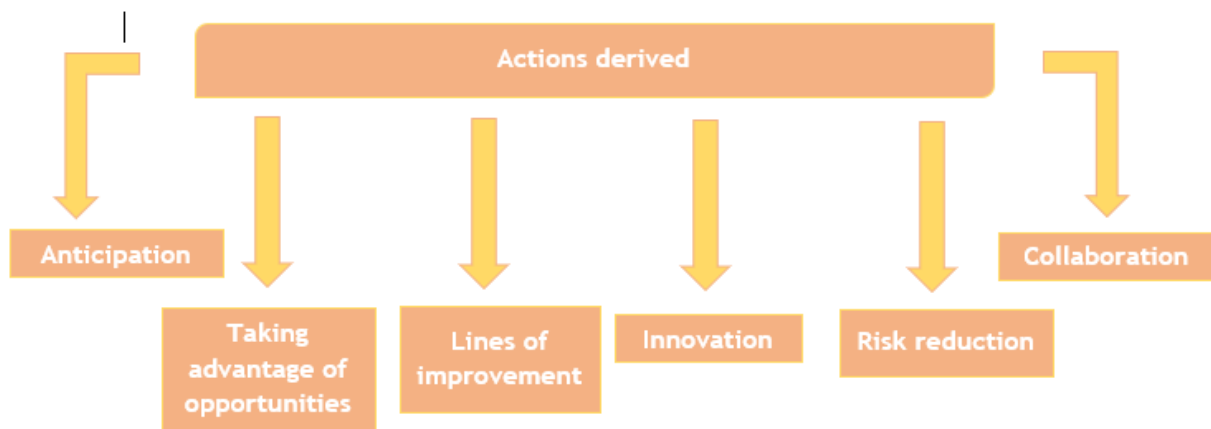 Actions derived
Anticipation
Collaboration
Taking
advantage of
opportunities
Lines of
improvement
Innovation
Risk reduction